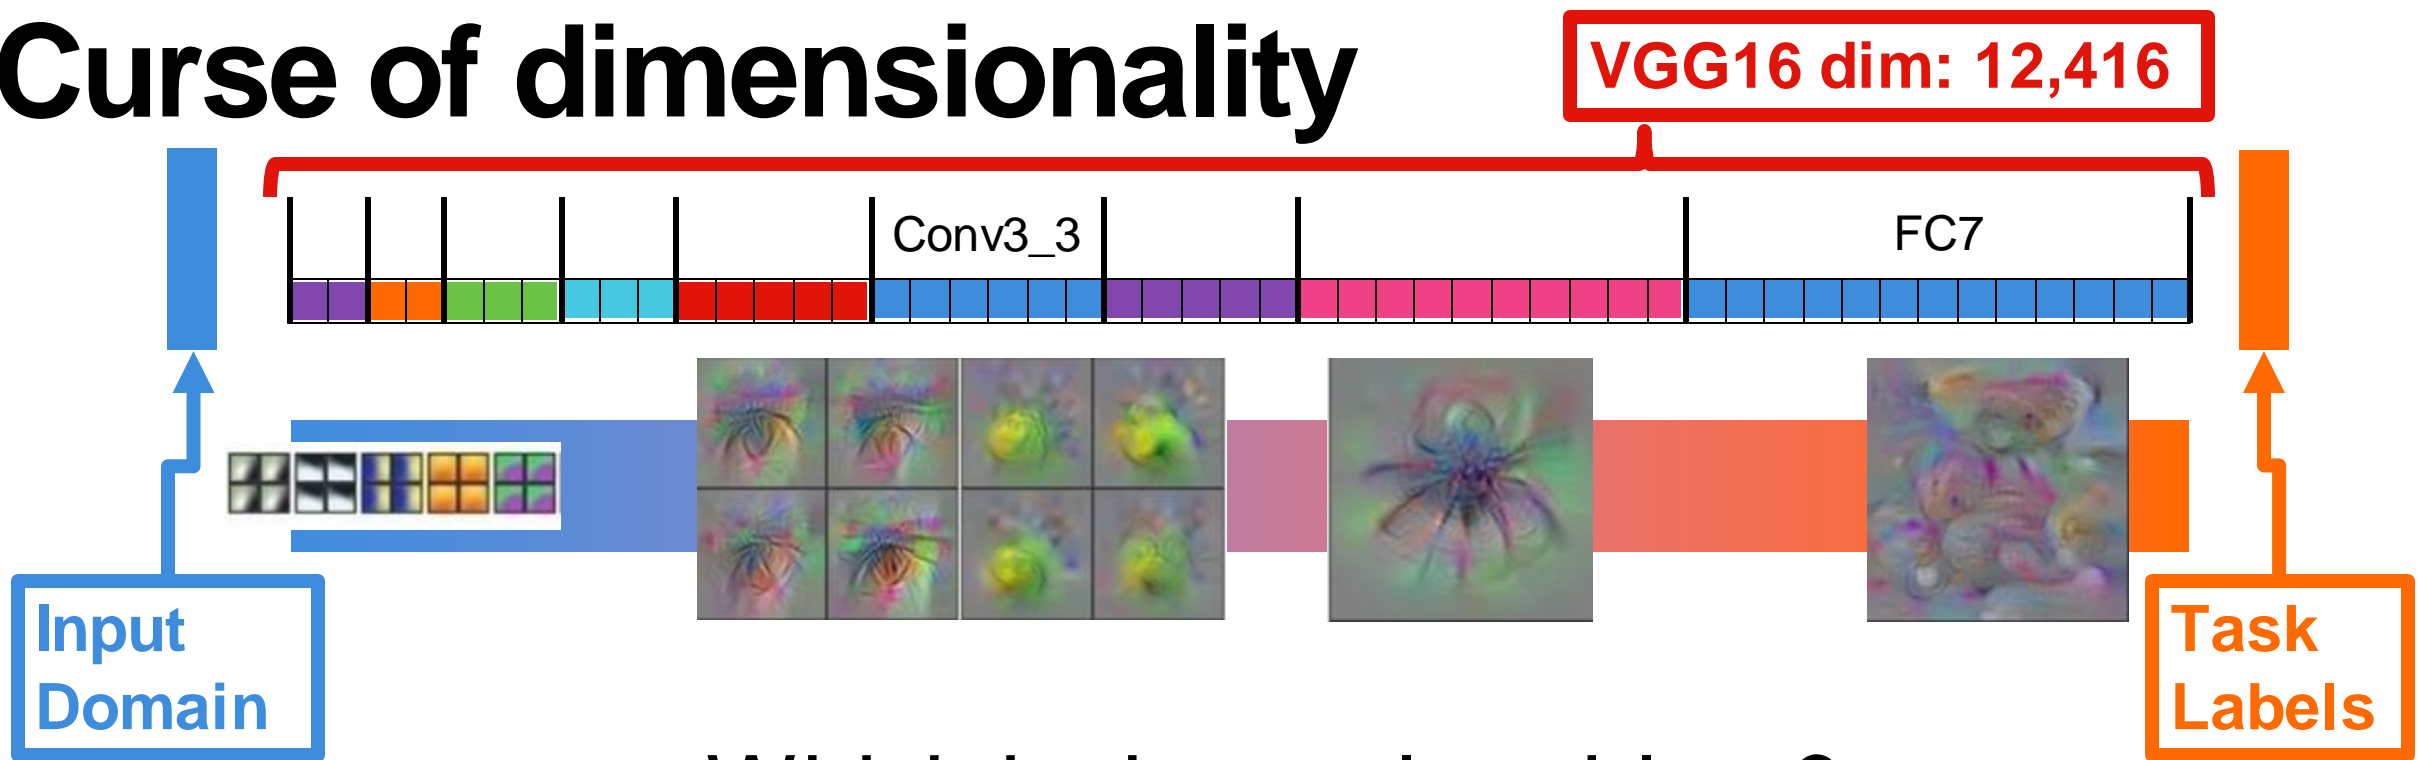 Curse of dimensionality
VGG16 dim: 12,416
Conv3_3
FC7
Input
Domain
Task
Labels